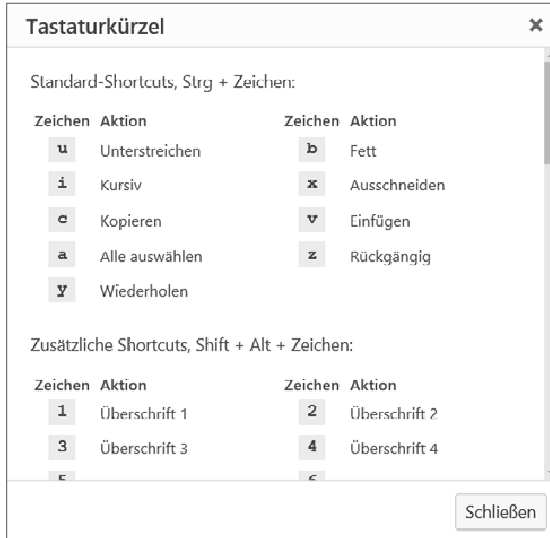 Tastaturkürzel
Standard-Shortcuts, Strg + Zeichen:
Zeichen Aktion Zeichen Aktion
u Unterstreichen b Fett
i Kursiv x Ausschneiden
c Kopieren v Einfügen
a Alle auswählen z Rückgängig
y Wiederholen
Zusätzliche Shortcuts, Shift + Alt + Zeichen:
Zeichen Aktion Zeichen Aktion
1 Überschrift 1 2 Überschrift 2
3 Überschrift 3 4 Überschrift 4
Schließen